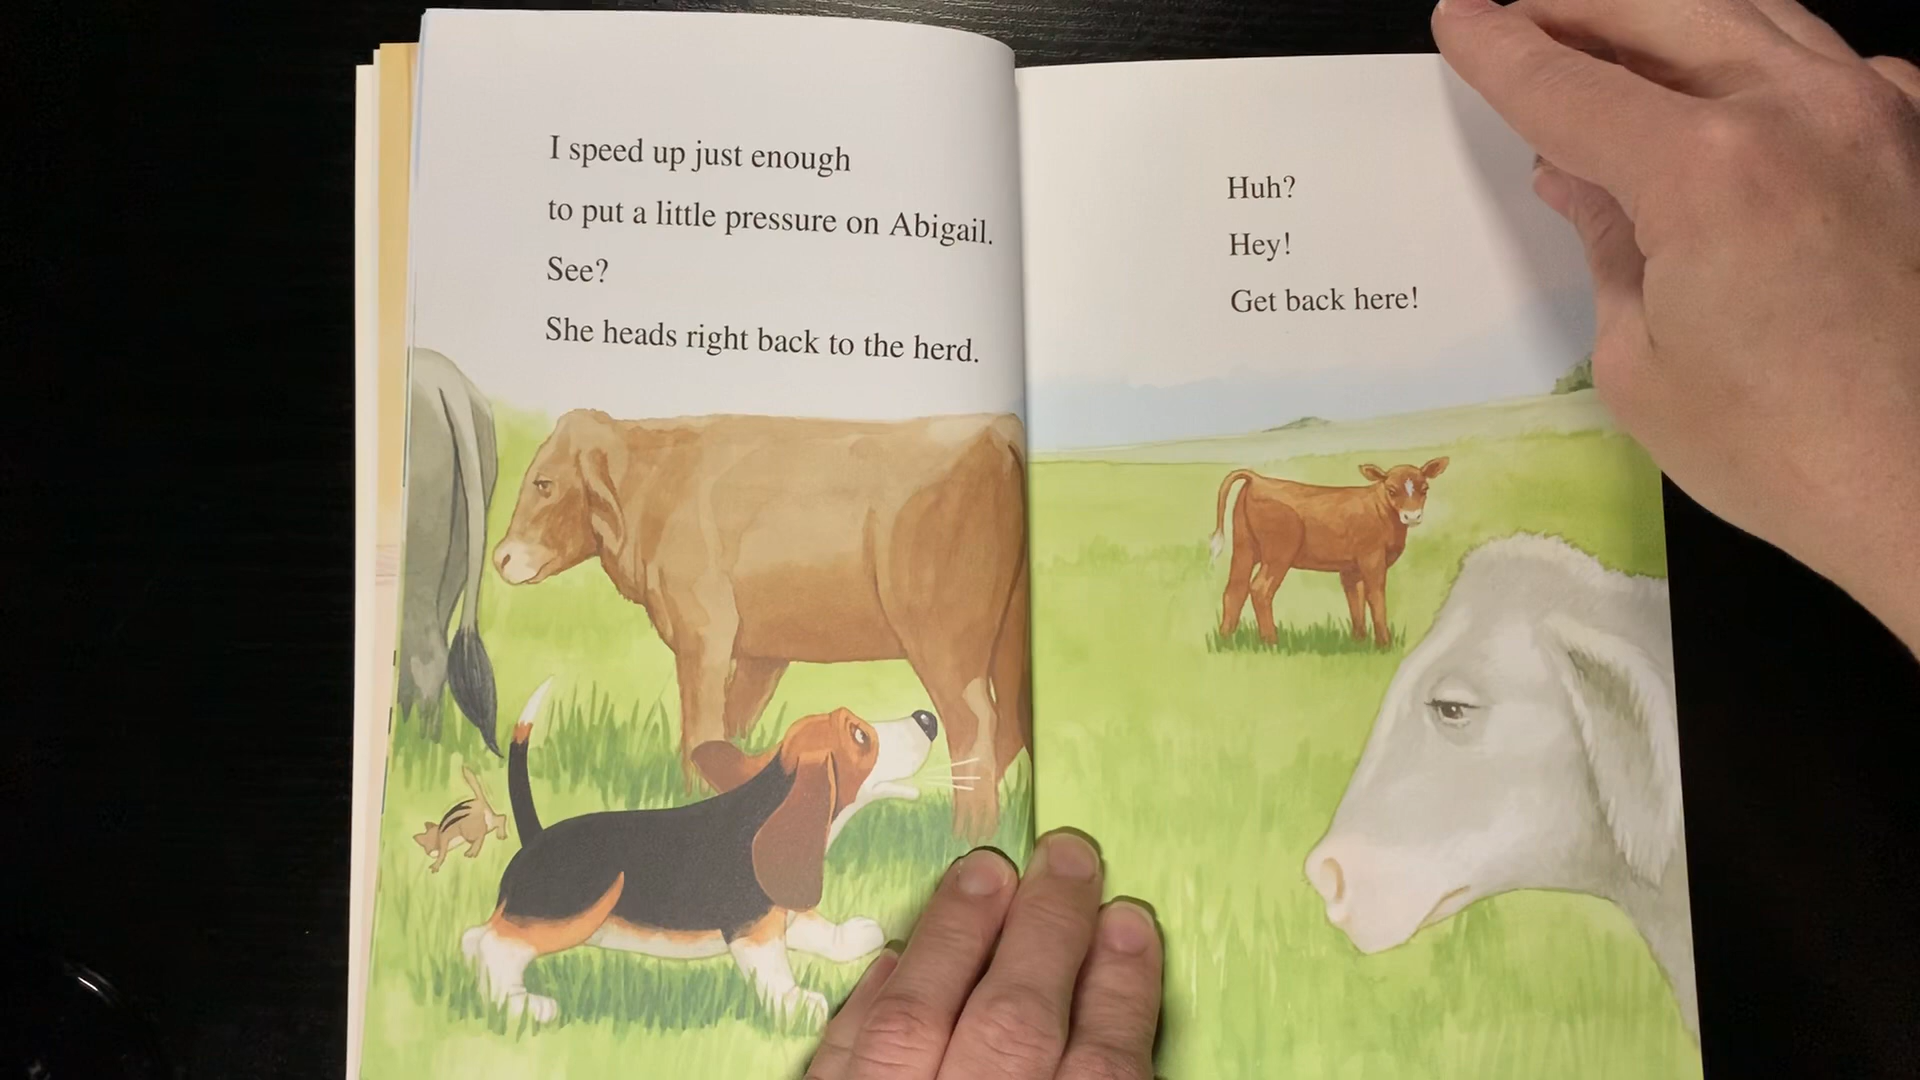 I speed up just enough
to put a little pressure on Abigail.
See?
She heads right back to the herd.
Huh?
Hey!
Get back here!